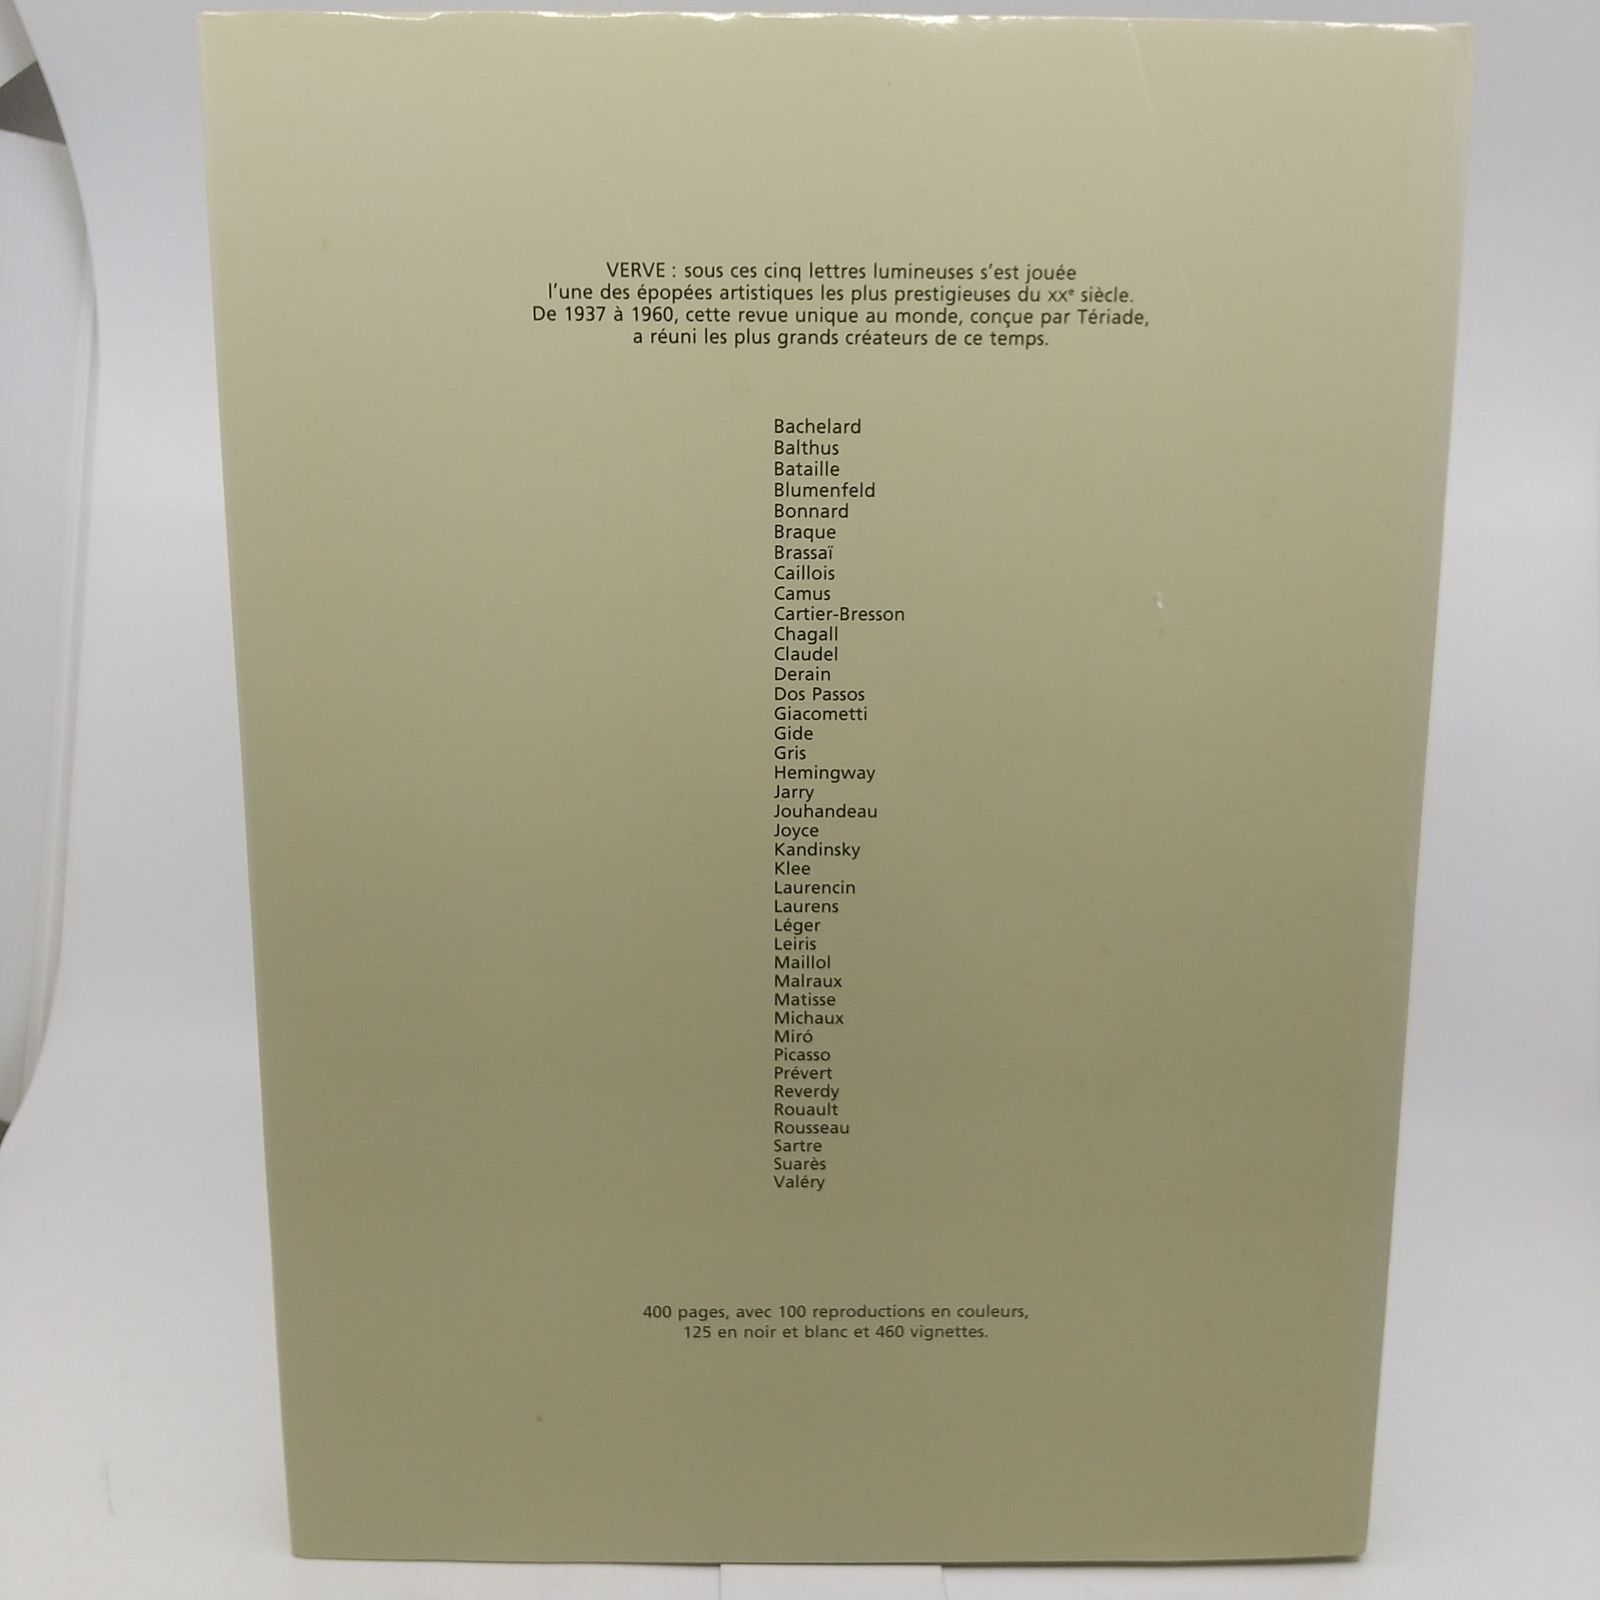 VERVE : sous ces cinq lettres lumineuses s'est jouée
l'une des épopées artistiques les plus prestigieuses du XXe siècle.
De 1937 à 1960, cette revue unique au monde, conçue par Tériade,
a réuni les plus grands créateurs de ce temps.
Bachelard
Balthus
Bataille
Blumenfeld
Bonnard
Braque
Brassaï
Caillois
Camus
Cartier-Bresson
Chagall
Claudel
Derain
Dos Passos
Giacometti
Gide
Gris
Hemingway
Jarry
Jouhandeau
Joyce
Kandinsky
Klee
Laurencin
Laurens
Léger
Leiris
Maillol
Malraux
Matisse
Michaux
Miró
Picasso
Prévert
Reverdy
Rouault
Rousseau
Sartre
Suarès
Valéry
400 pages, avec 100 reproductions en couleurs,
125 en noir et blanc et 460 vignettes.